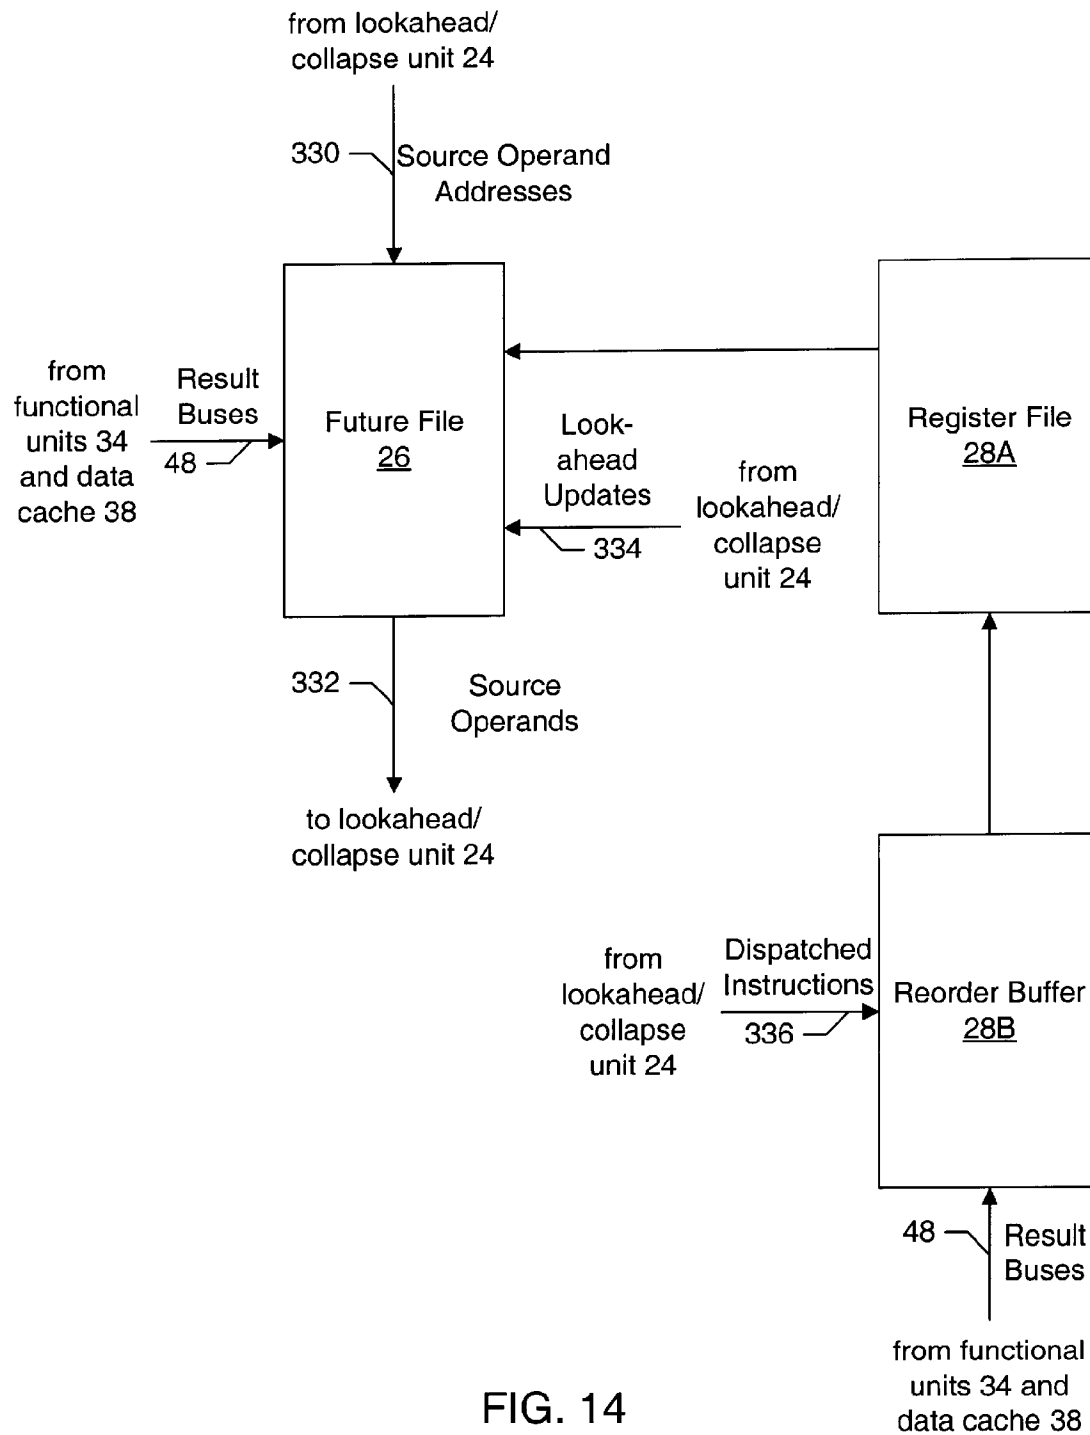 from lookahead/
collapse unit 24
330
Source Operand
Addresses
from
functional
units 34
and data
cache 38
Result
Buses
48
Future File
26
Look-
ahead
Updates
334
from
lookahead/
collapse
unit 24
Register File
28A
332
Source
Operands
to lookahead/
collapse unit 24
from
lookahead/
collapse
unit 24
Dispatched
Instructions
336
Reorder Buffer
28B
48
Result
Buses
from functional
units 34 and
data cache 38
FIG. 14